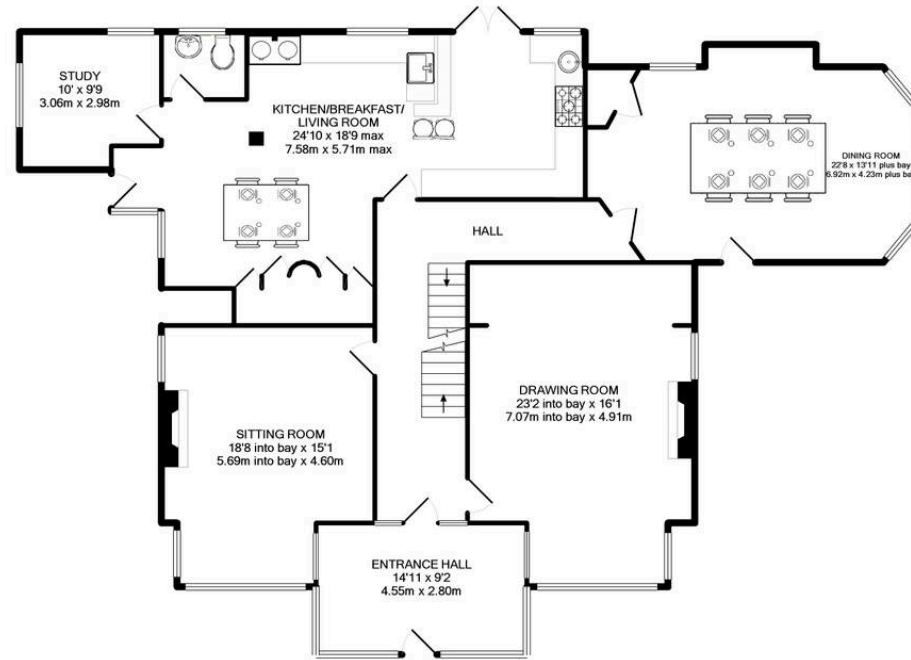 STUDY
10' x 9'9
3.06m x 2.98m
KITCHEN/BREAKFAST/
LIVING ROOM
24'10 x 18'9 max
7.58m x 5.71m max
DINING ROOM
22'8 x 13'11 plus bay
6.92m x 4.23m plus ba
HALL
DRAWING ROOM
23'2 into bay x 16'1
7.07m into bay x 4.91m
SITTING ROOM
18'8 into bay x 15'1
5.69m into bay x 4.60m
ENTRANCE HALL
14'11 x 9'2
4.55m x 2.80m